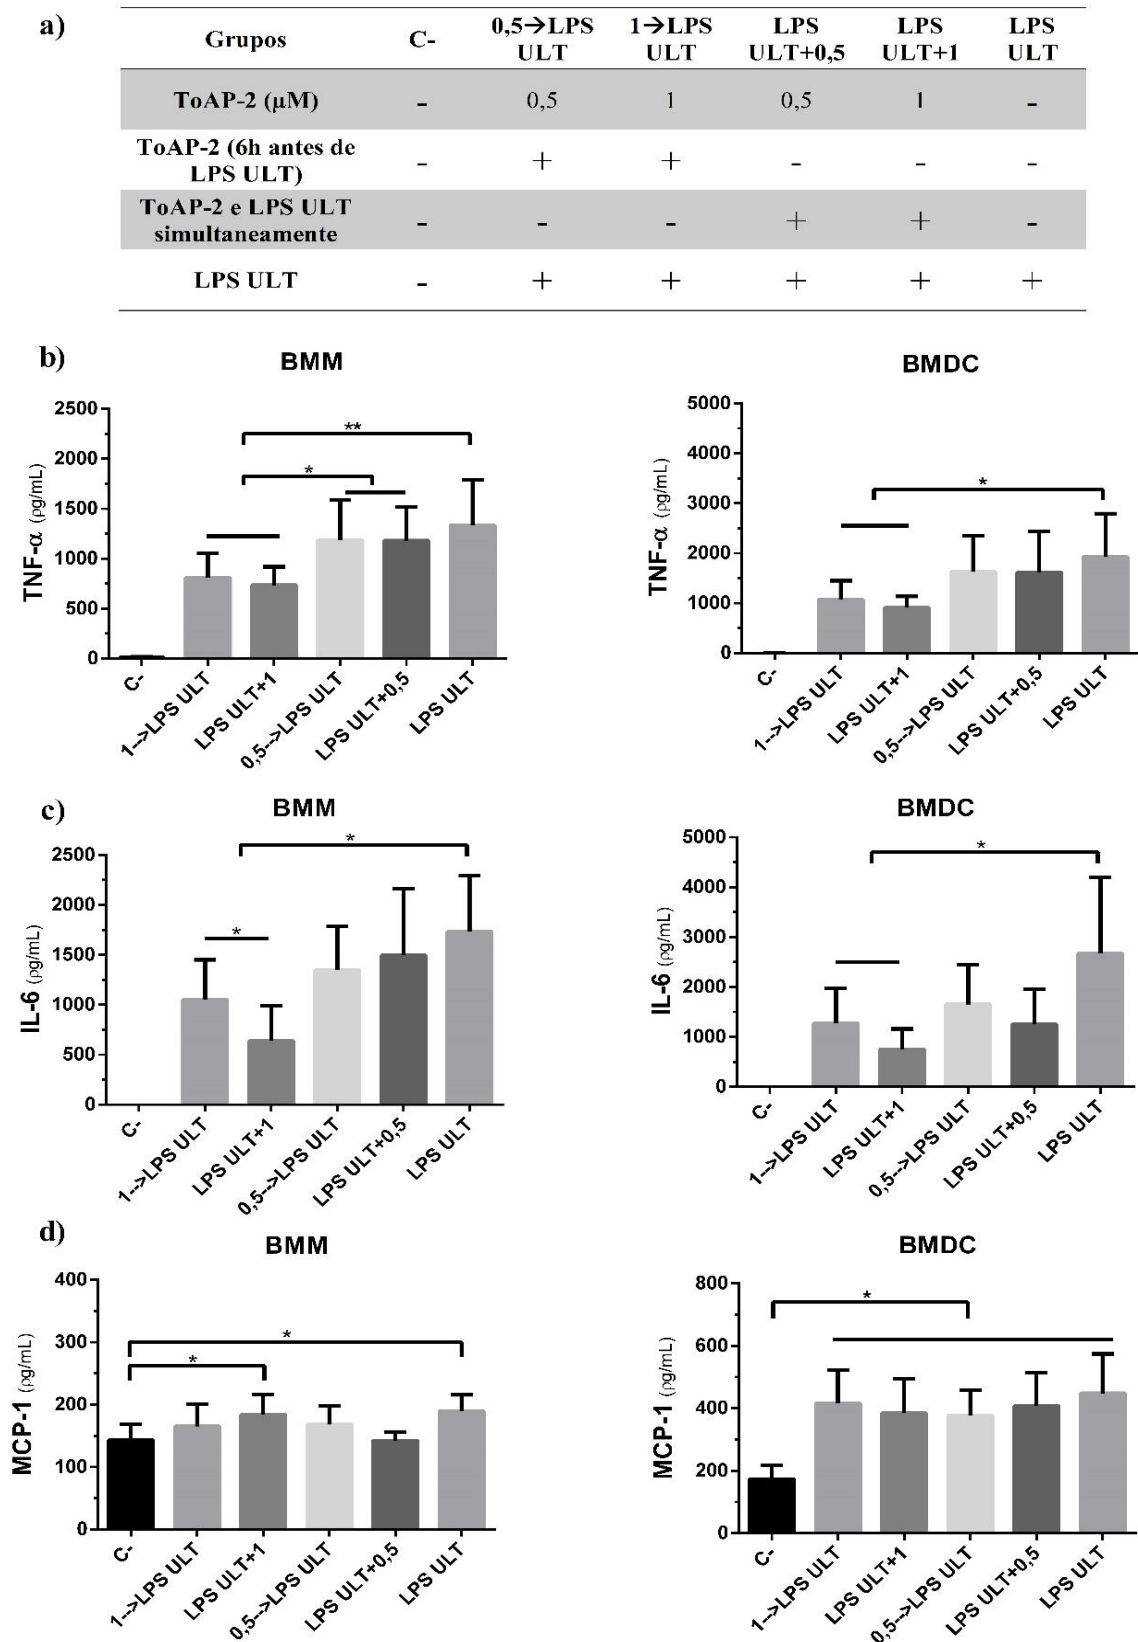 a)
Grupos C- 0,5→LPS ULT 1→LPS ULT LPS ULT+0,5 LPS ULT+1 LPS ULT
ToAP-2 (µM) - 0,5 1 0,5 1 -
ToAP-2 (6h antes de LPS ULT) - + + - - -
ToAP-2 e LPS ULT simultaneamente - - - + + -
LPS ULT - + + + + +
b)
BMM
TNF-α (ρg/mL)
2500
2000
1500
1000
500
0
**
*
C-
1-->LPS ULT
LPS ULT+1
0,5-->LPS ULT
LPS ULT+0,5
LPS ULT
BMDC
TNF-α (ρg/mL)
5000
4000
3000
2000
1000
0
*
C-
1-->LPS ULT
LPS ULT+1
0,5-->LPS ULT
LPS ULT+0,5
LPS ULT
c)
BMM
IL-6 (ρg/mL)
2500
2000
1500
1000
500
0
*
*
C-
1-->LPS ULT
LPS ULT+1
0,5-->LPS ULT
LPS ULT+0,5
LPS ULT
BMDC
IL-6 (ρg/mL)
5000
4000
3000
2000
1000
0
*
C-
1-->LPS ULT
LPS ULT+1
0,5-->LPS ULT
LPS ULT+0,5
LPS ULT
d)
BMM
MCP-1 (ρg/mL)
400
300
200
100
0
*
*
C-
1-->LPS ULT
LPS ULT+1
0,5-->LPS ULT
LPS ULT+0,5
LPS ULT
BMDC
MCP-1 (ρg/mL)
800
600
400
200
0
*
C-
1-->LPS ULT
LPS ULT+1
0,5-->LPS ULT
LPS ULT+0,5
LPS ULT